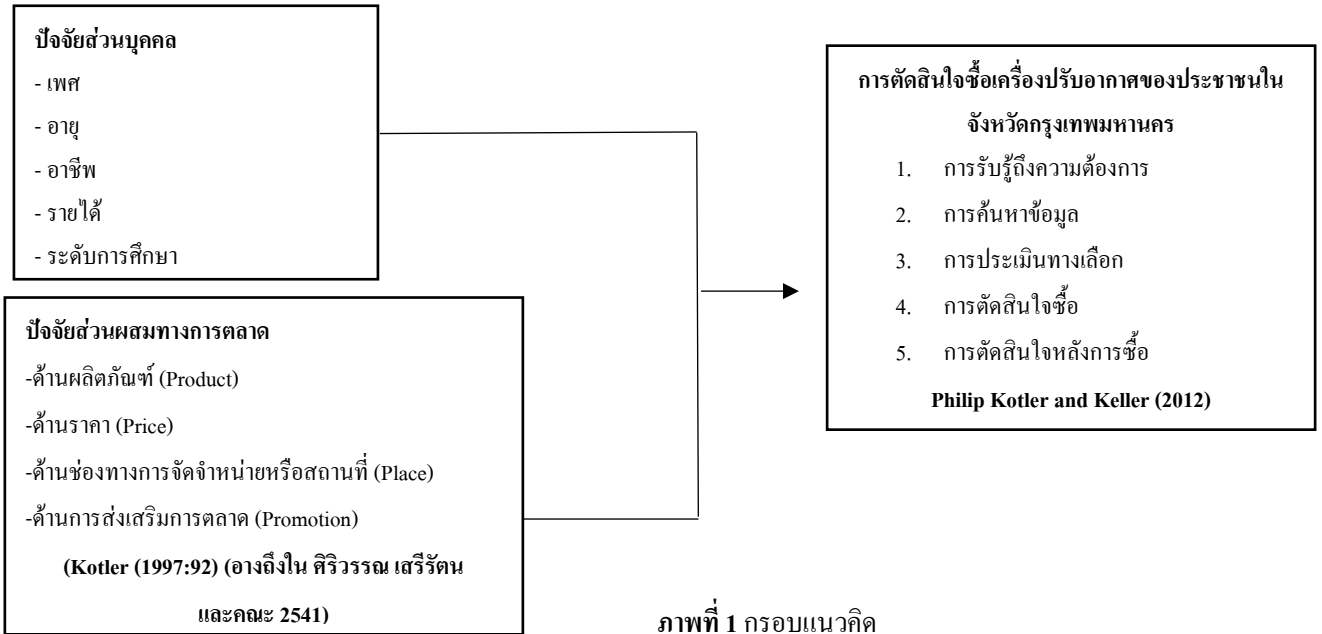 ปัจจัยส่วนบุคคล
- เพศ
- อายุ
- อาชีพ
- รายได้
- ระดับการศึกษา
ปัจจัยส่วนผสมทางการตลาด
-ด้านผลิตภัณฑ์ (Product)
-ด้านราคา (Price)
-ด้านช่องทางการจัดจำหน่ายหรือสถานที่ (Place)
-ด้านการส่งเสริมการตลาด (Promotion)
(Kotler (1997:92) (อางถึงใน ศิริวรรณ เสรีรัตน
และคณะ 2541)
การตัดสินใจซื้อเครื่องปรับอากาศของประชาชนใน
จังหวัดกรุงเทพมหานคร
1. การรับรู้ถึงความต้องการ
2. การค้นหาข้อมูล
3. การประเมินทางเลือก
4. การตัดสินใจซื้อ
5. การตัดสินใจหลังการซื้อ
Philip Kotler and Keller (2012)
ภาพที่ 1 กรอบแนวคิด